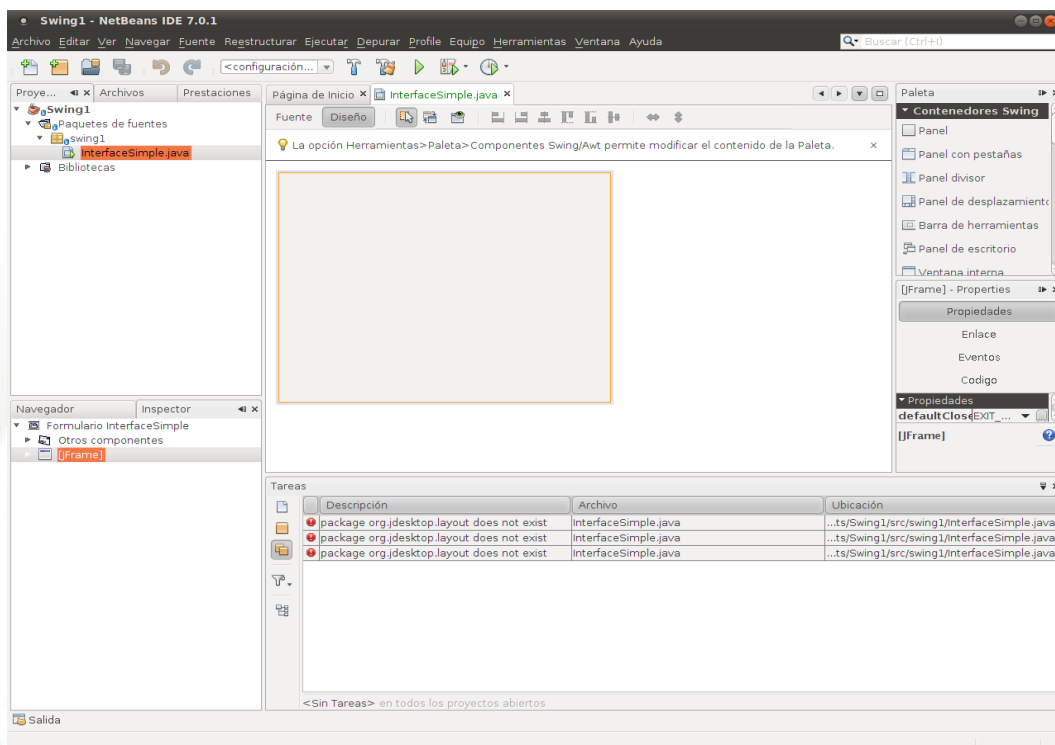 Swing1 - NetBeans IDE 7.0.1
Archivo Editar Ver Navegar Fuente Reestructurar Ejecutar Depurar Profile Equipo Herramientas Ventana Ayuda
Buscar (Ctrl+I)
<configuración...
Proye... Archivos Prestaciones
Swing1
Paquetes de fuentes
swing1
InterfaceSimple.java
Bibliotecas
Página de Inicio InterfaceSimple.java
Fuente Diseño
La opción Herramientas>Paleta>Componentes Swing/Awt permite modificar el contenido de la Paleta.
Paleta
Contenedores Swing
Panel
Panel con pestañas
Panel divisor
Panel de desplazamiento
Barra de herramientas
Panel de escritorio
Ventana interna
[JFrame] - Properties
Propiedades
Enlace
Eventos
Codigo
Propiedades
defaultClose EXIT_...
[JFrame]
Navegador Inspector
Formulario InterfaceSimple
Otros componentes
[JFrame]
Tareas
Descripción Archivo Ubicación
package org.jdesktop.layout does not exist InterfaceSimple.java ...ts/Swing1/src/swing1/InterfaceSimple.java
package org.jdesktop.layout does not exist InterfaceSimple.java ...ts/Swing1/src/swing1/InterfaceSimple.java
package org.jdesktop.layout does not exist InterfaceSimple.java ...ts/Swing1/src/swing1/InterfaceSimple.java
<Sin Tareas> en todos los proyectos abiertos
Salida